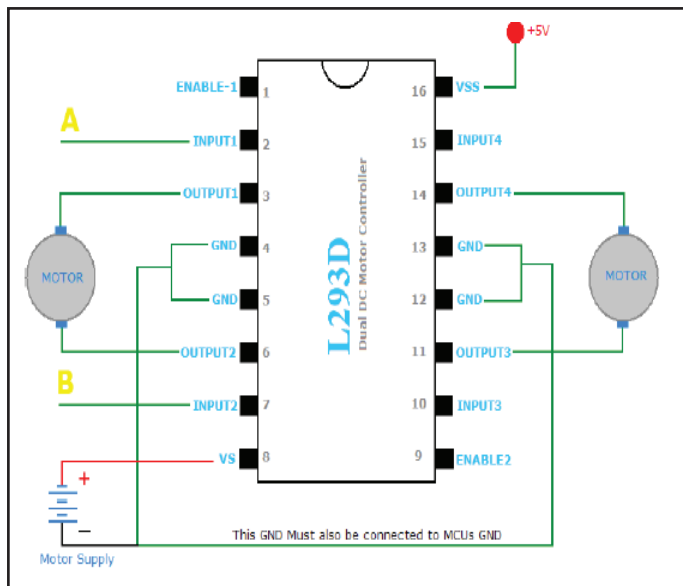 +5V
ENABLE-1
1
16
VSS
A
INPUT1
2
15
INPUT4
OUTPUT1
3
14
OUTPUT4
GND
4
13
GND
MOTOR
L293D
Dual DC Motor Controller
MOTOR
GND
5
12
GND
OUTPUT2
6
11
OUTPUT3
B
INPUT2
7
10
INPUT3
VS
8
9
ENABLE2
+
−
This GND Must also be connected to MCUs GND
Motor Supply